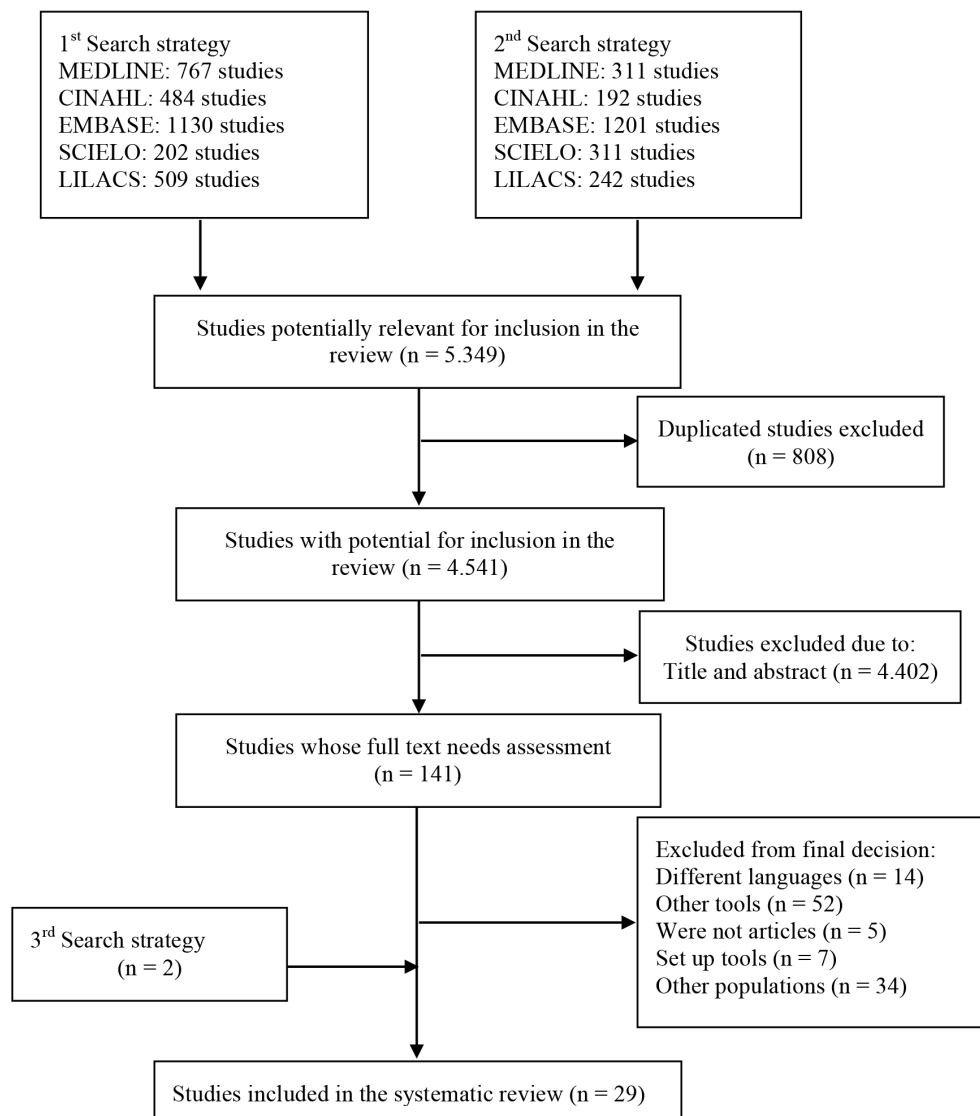 1st Search strategy
MEDLINE: 767 studies
CINAHL: 484 studies
EMBASE: 1130 studies
SCIELO: 202 studies
LILACS: 509 studies
2nd Search strategy
MEDLINE: 311 studies
CINAHL: 192 studies
EMBASE: 1201 studies
SCIELO: 311 studies
LILACS: 242 studies
Studies potentially relevant for inclusion in the
review (n = 5.349)
Duplicated studies excluded
(n = 808)
Studies with potential for inclusion in the
review (n = 4.541)
Studies excluded due to:
Title and abstract (n = 4.402)
Studies whose full text needs assessment
(n = 141)
Excluded from final decision:
Different languages (n = 14)
Other tools (n = 52)
Were not articles (n = 5)
Set up tools (n = 7)
Other populations (n = 34)
3rd Search strategy
(n = 2)
Studies included in the systematic review (n = 29)